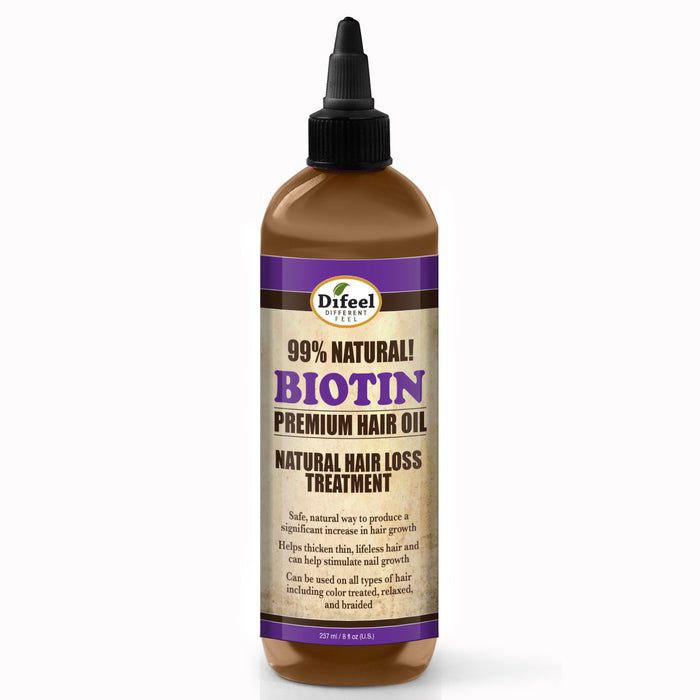 Difeel
DIFFERENT
FEEL
99% NATURAL!
BIOTIN
PREMIUM HAIR OIL
NATURAL HAIR LOSS
TREATMENT
Safe, natural way to produce a
significant increase in hair growth
Helps thicken thin, lifeless hair and
can help stimulate nail growth
Can be used on all types of hair
including color treated, relaxed,
and braided
237 ml / 8 fl oz (U.S.)